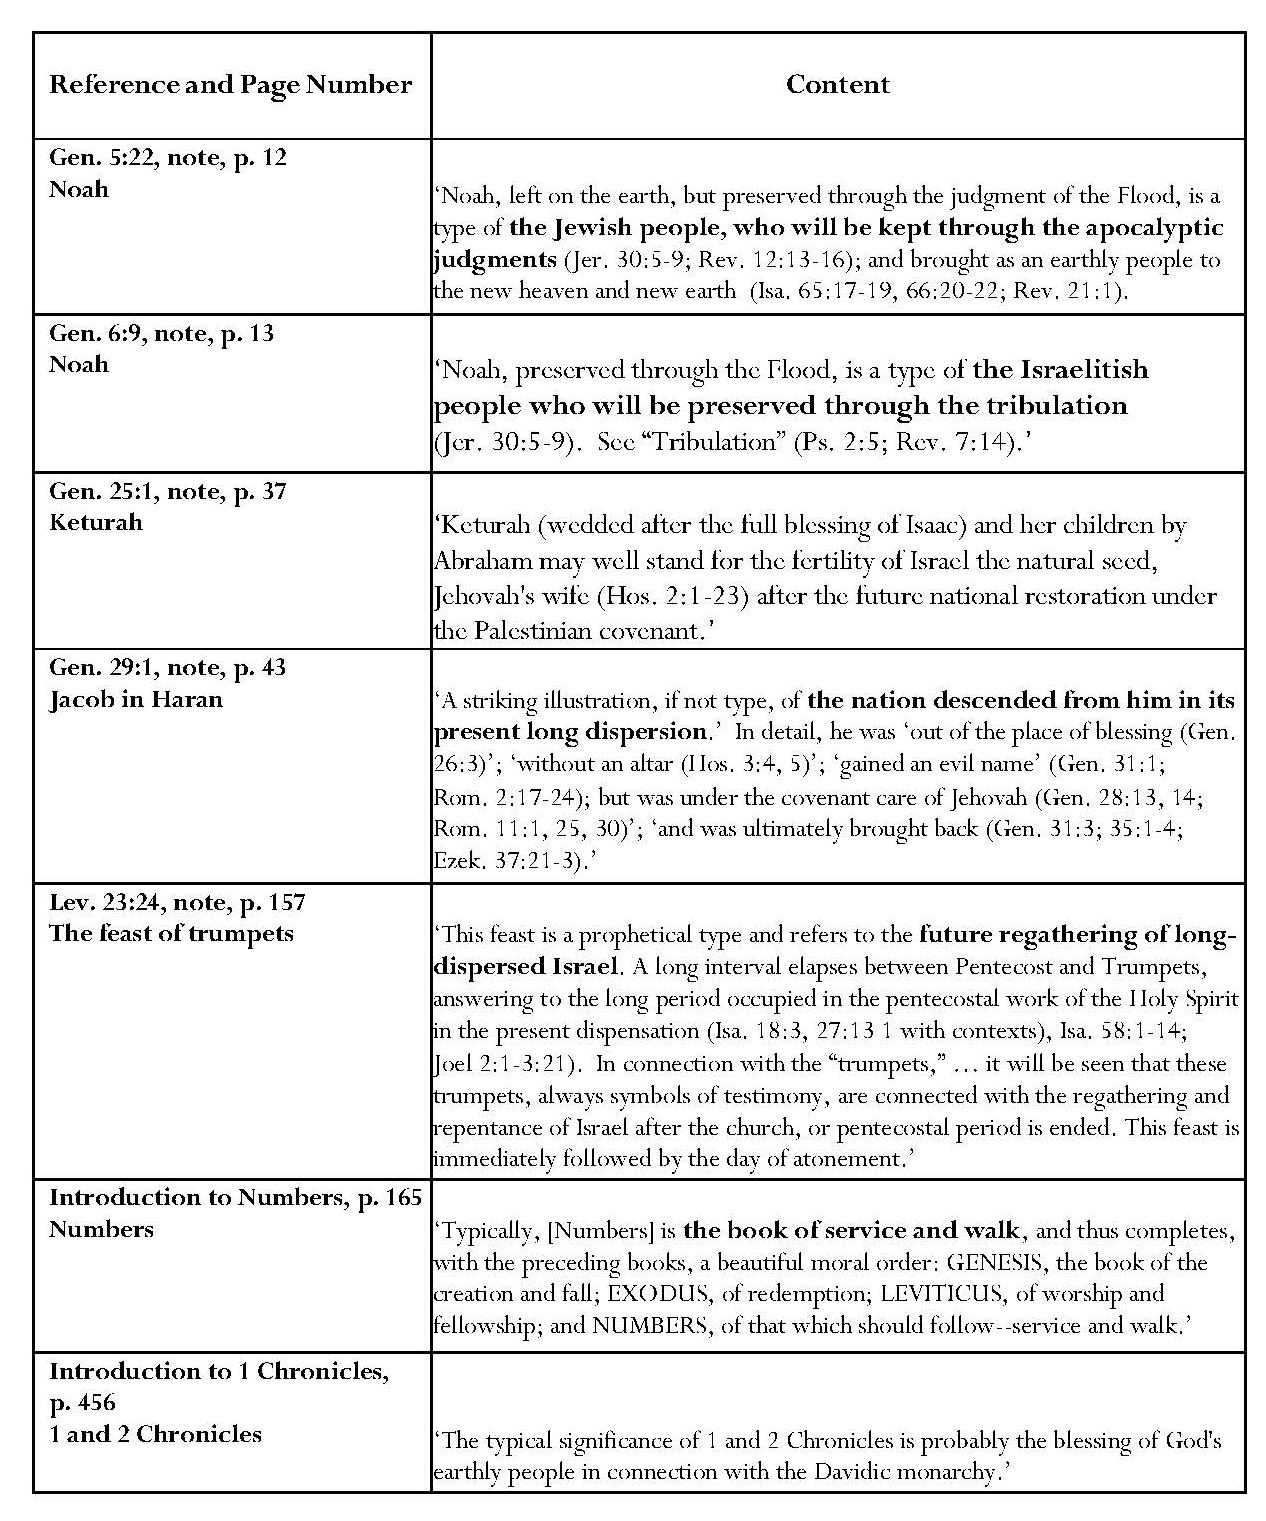 Reference and Page Number
Content
Gen. 5:22, note, p. 12
Noah
‘Noah, left on the earth, but preserved through the judgment of the Flood, is a
type of the Jewish people, who will be kept through the apocalyptic
judgments (Jer. 30:5-9; Rev. 12:13-16); and brought as an earthly people to
the new heaven and new earth (Isa. 65:17-19, 66:20-22; Rev. 21:1).
Gen. 6:9, note, p. 13
Noah
‘Noah, preserved through the Flood, is a type of the Israelitish
people who will be preserved through the tribulation
(Jer. 30:5-9). See “Tribulation” (Ps. 2:5; Rev. 7:14).’
Gen. 25:1, note, p. 37
Keturah
‘Keturah (wedded after the full blessing of Isaac) and her children by
Abraham may well stand for the fertility of Israel the natural seed,
Jehovah's wife (Hos. 2:1-23) after the future national restoration under
the Palestinian covenant.’
Gen. 29:1, note, p. 43
Jacob in Haran
‘A striking illustration, if not type, of the nation descended from him in its
present long dispersion.’ In detail, he was ‘out of the place of blessing (Gen.
26:3)’; ‘without an altar (Hos. 3:4, 5)’; ‘gained an evil name’ (Gen. 31:1;
Rom. 2:17-24); but was under the covenant care of Jehovah (Gen. 28:13, 14;
Rom. 11:1, 25, 30)’; ‘and was ultimately brought back (Gen. 31:3; 35:1-4;
Ezek. 37:21-3).’
Lev. 23:24, note, p. 157
The feast of trumpets
‘This feast is a prophetical type and refers to the future regathering of long-
dispersed Israel. A long interval elapses between Pentecost and Trumpets,
answering to the long period occupied in the pentecostal work of the Holy Spirit
in the present dispensation (Isa. 18:3, 27:13 1 with contexts), Isa. 58:1-14;
Joel 2:1-3:21). In connection with the “trumpets,” … it will be seen that these
trumpets, always symbols of testimony, are connected with the regathering and
repentance of Israel after the church, or pentecostal period is ended. This feast is
immediately followed by the day of atonement.’
Introduction to Numbers, p. 165
Numbers
‘Typically, [Numbers] is the book of service and walk, and thus completes,
with the preceding books, a beautiful moral order: GENESIS, the book of the
creation and fall; EXODUS, of redemption; LEVITICUS, of worship and
fellowship; and NUMBERS, of that which should follow--service and walk.’
Introduction to 1 Chronicles,
p. 456
1 and 2 Chronicles
‘The typical significance of 1 and 2 Chronicles is probably the blessing of God's
earthly people in connection with the Davidic monarchy.’